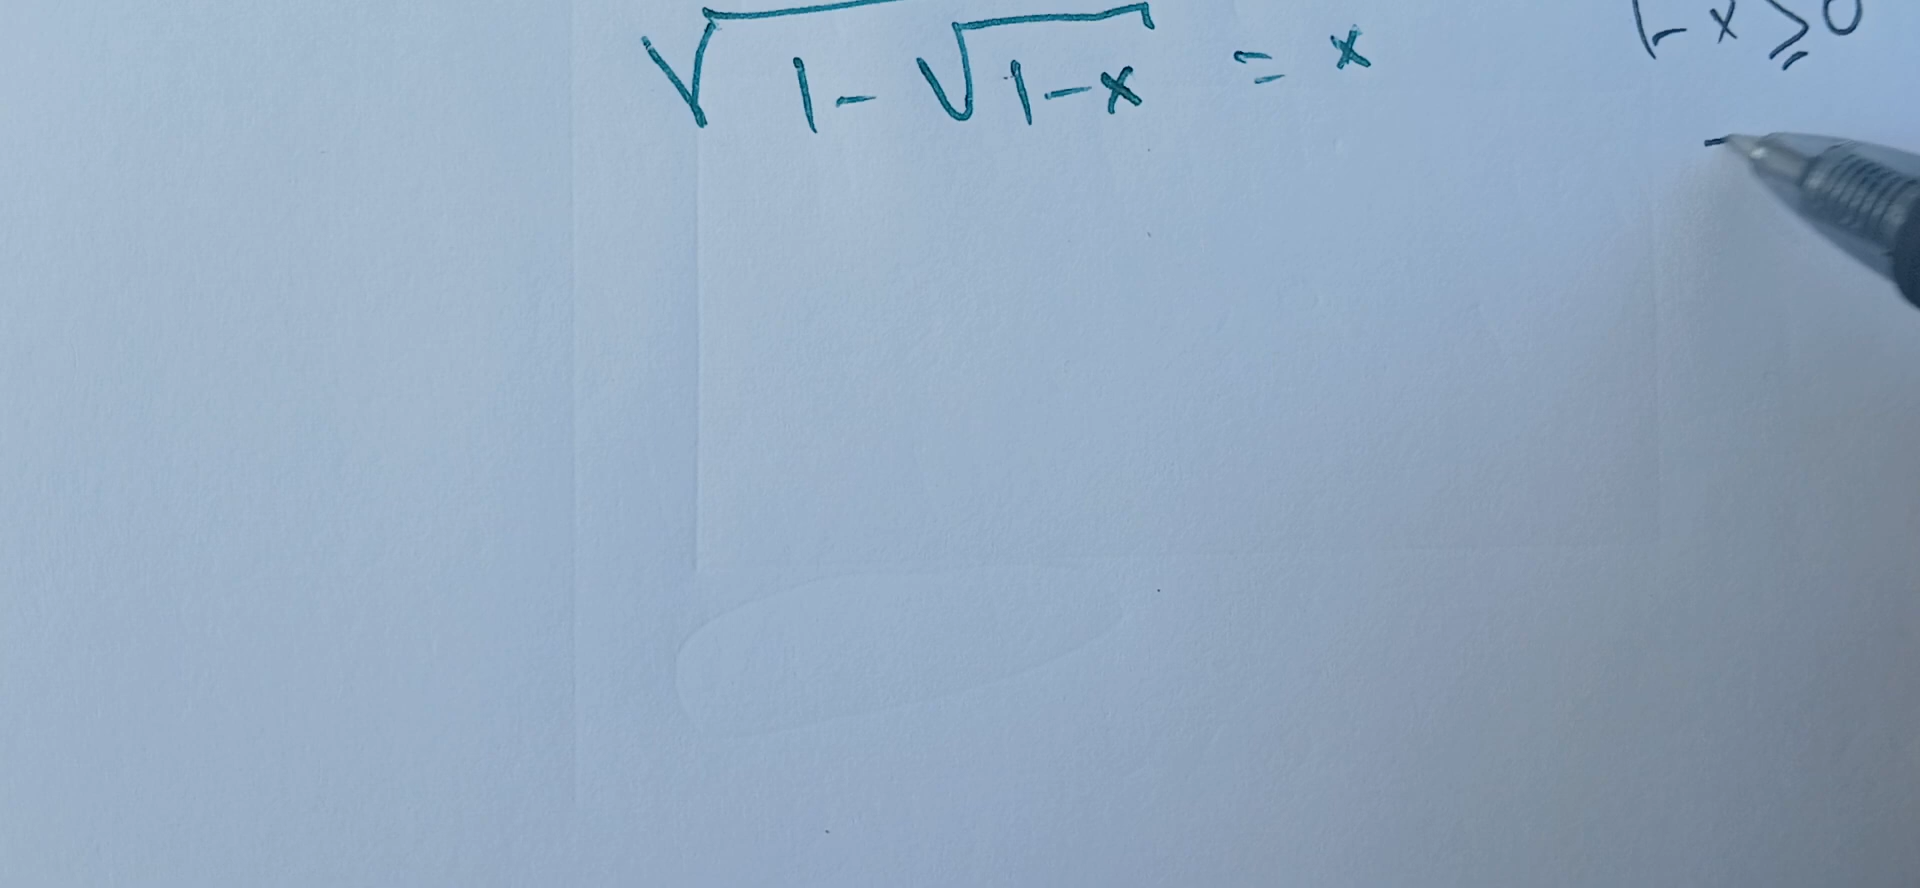 √(1-√(1-x)) = x
1-x ≥ 0